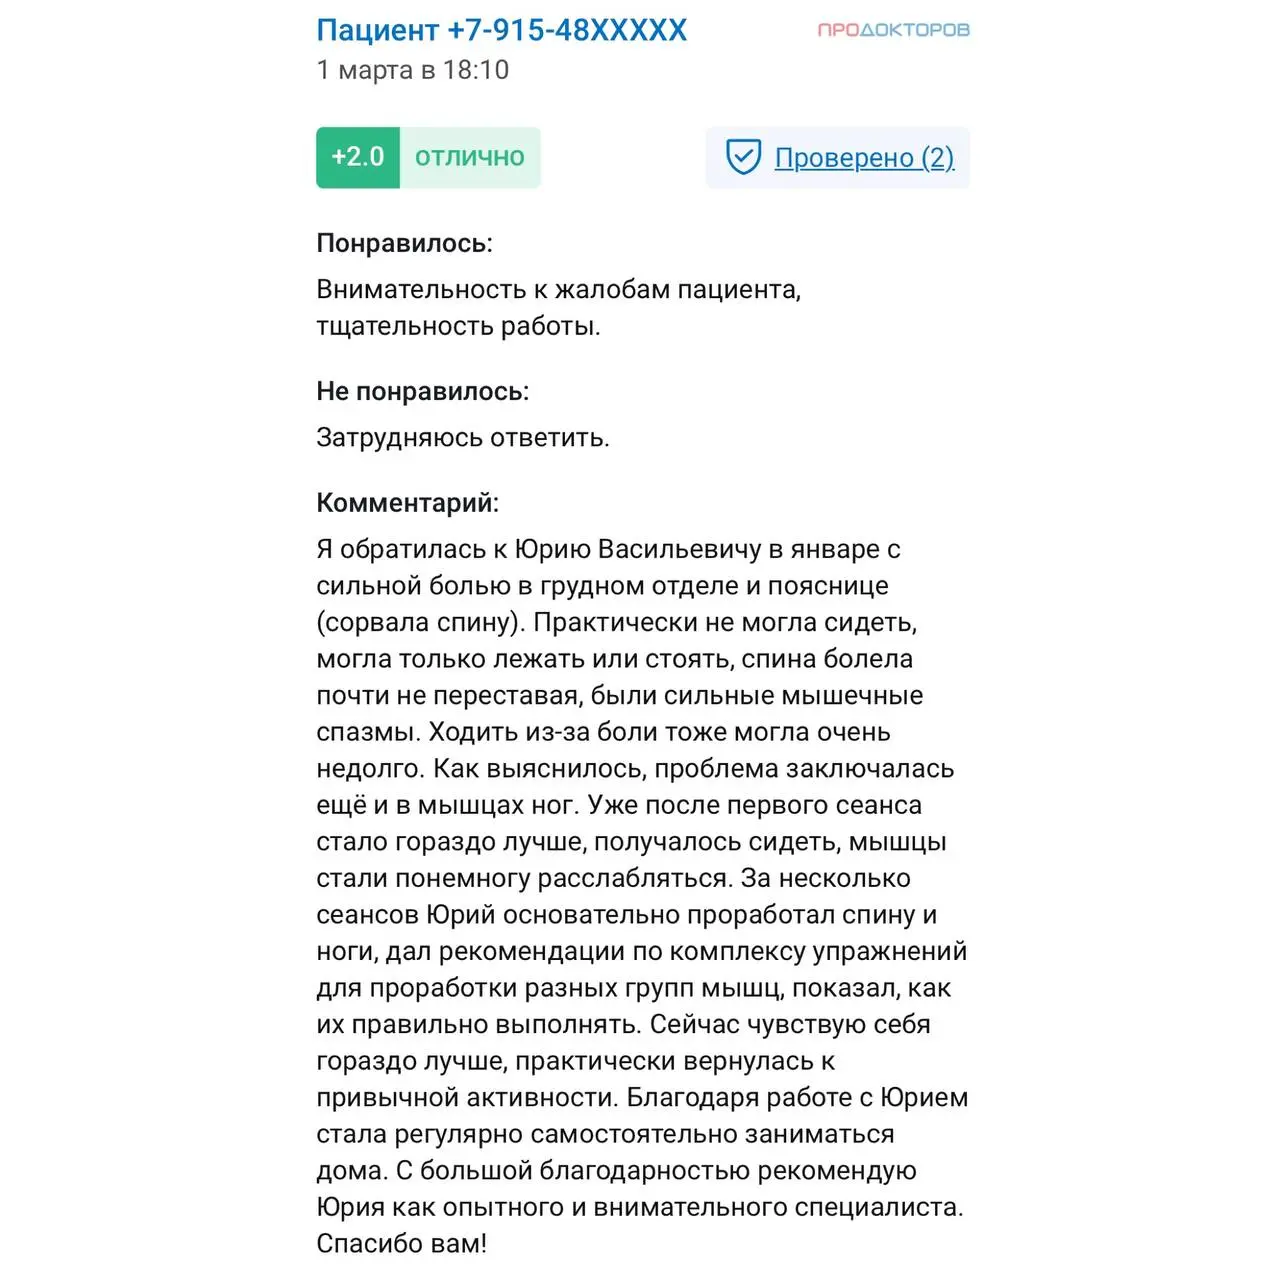 Пациент +7-915-48XXXXX
ПРОДОКТОРОВ
1 марта в 18:10
+2.0 ОТЛИЧНО
Проверено (2)
Понравилось:
Внимательность к жалобам пациента,
тщательность работы.
Не понравилось:
Затрудняюсь ответить.
Комментарий:
Я обратилась к Юрию Васильевичу в январе с
сильной болью в грудном отделе и пояснице
(сорвала спину). Практически не могла сидеть,
могла только лежать или стоять, спина болела
почти не переставая, были сильные мышечные
спазмы. Ходить из-за боли тоже могла очень
недолго. Как выяснилось, проблема заключалась
ещё и в мышцах ног. Уже после первого сеанса
стало гораздо лучше, получалось сидеть, мышцы
стали понемногу расслабляться. За несколько
сеансов Юрий основательно проработал спину и
ноги, дал рекомендации по комплексу упражнений
для проработки разных групп мышц, показал, как
их правильно выполнять. Сейчас чувствую себя
гораздо лучше, практически вернулась к
привычной активности. Благодаря работе с Юрием
стала регулярно самостоятельно заниматься
дома. С большой благодарностью рекомендую
Юрия как опытного и внимательного специалиста.
Спасибо вам!